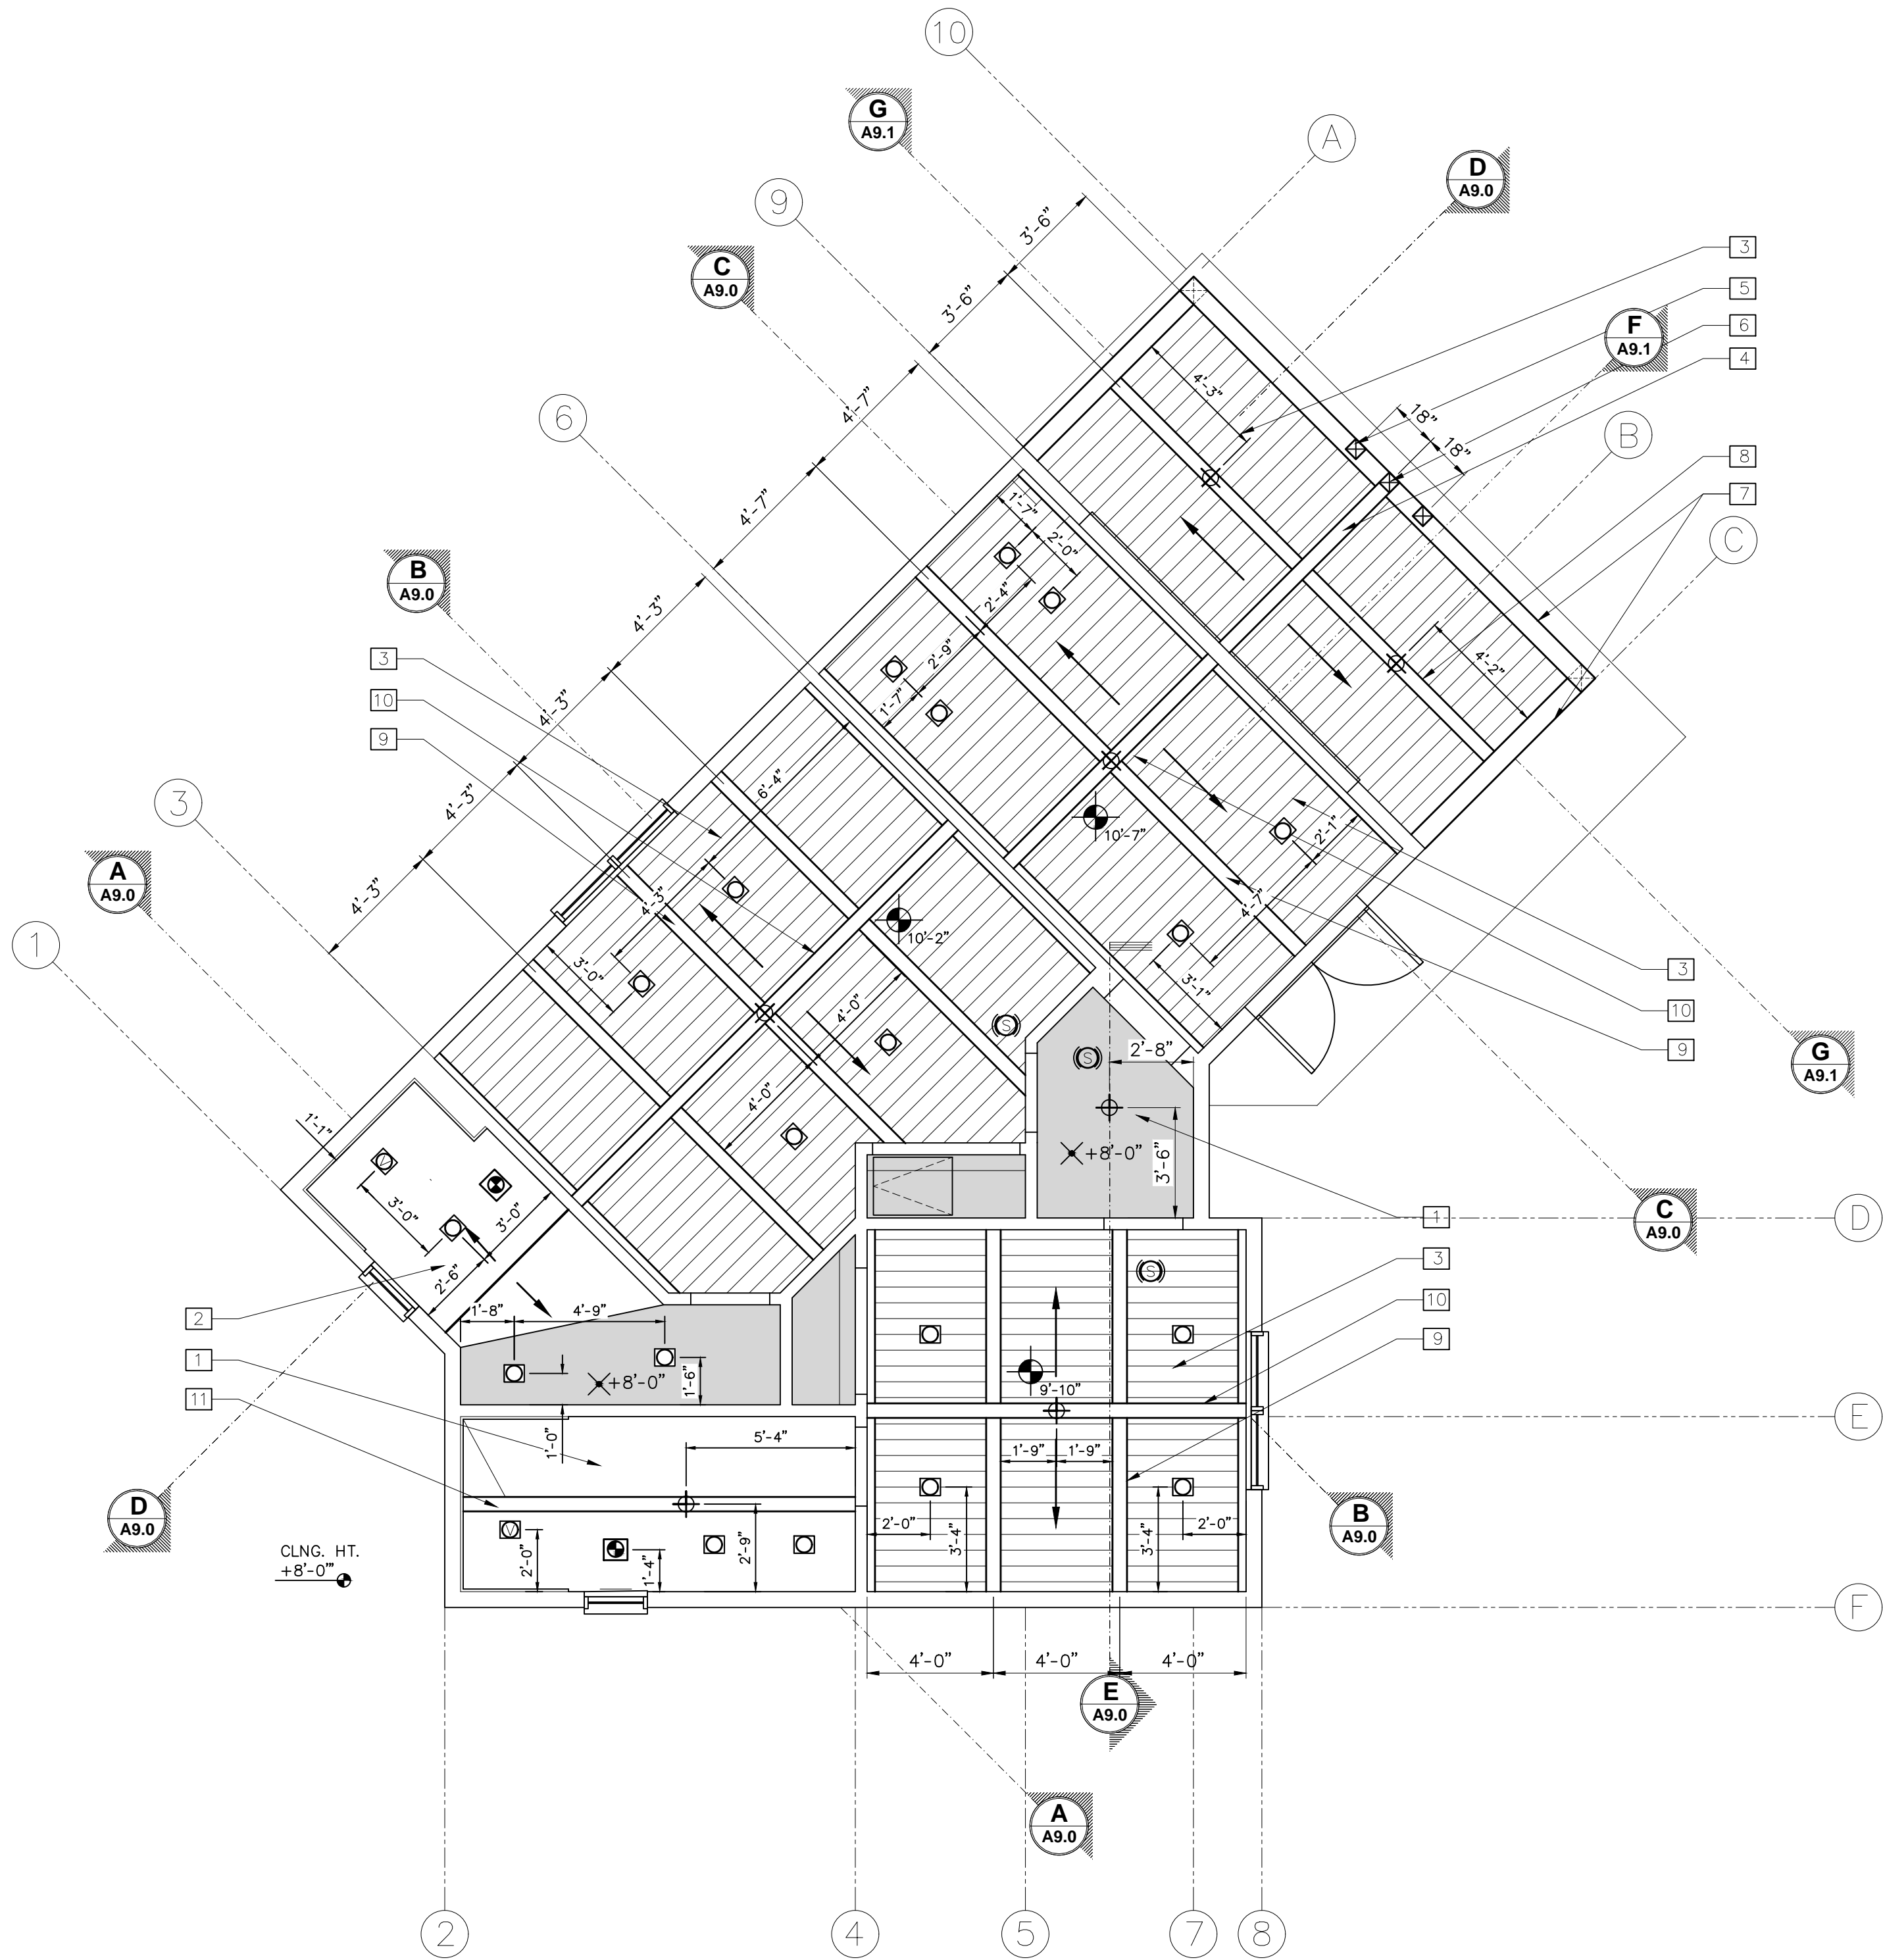 10
G
A9.1
A
D
A9.0
9
3'-6"
3'-6"
C
A9.0
3
5
6
4
F
A9.1
4'-3"
18"
18"
4'-7"
6
B
8
7
C
4'-7"
1'-7"
2'-0"
B
A9.0
2'-4"
4'-3"
2'-9"
4'-2"
3
10
9
1'-7"
4'-3"
6'-4"
3
4'-3"
10'-7"
2'-1"
A
A9.0
4'-3"
4'-3"
4'-7"
1
10'-2"
3'-0"
3'-1"
3
10
9
4'-0"
S
S
2'-8"
G
A9.1
4'-0"
1'-1"
V
+8'-0"
3'-6"
3'-0"
3'-0"
1
C
A9.0
D
3
10
9
2'-6"
S
2
1
11
1'-8"
4'-9"
+8'-0"
1'-6"
9'-10"
E
D
A9.0
1'-0"
5'-4"
1'-9"
1'-9"
B
A9.0
V
2'-0"
1'-4"
2'-9"
2'-0"
3'-4"
3'-4"
2'-0"
CLNG. HT.
+8'-0'"
F
4'-0"
4'-0"
4'-0"
E
A9.0
A
A9.0
2
4
5
7
8